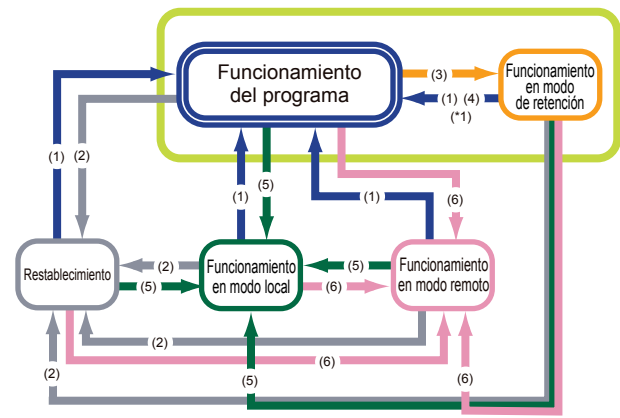 Funcionamiento
del programa
(3)
(1) (4)
(*1)
Funcionamiento
en modo
de retención
(1)
(2)
(1)
(5)
(1)
(6)
Restablecimiento
(2)
(5)
Funcionamiento
en modo local
(5)
(6)
Funcionamiento
en modo remoto
(2)
(6)
(2)
(5)
(6)